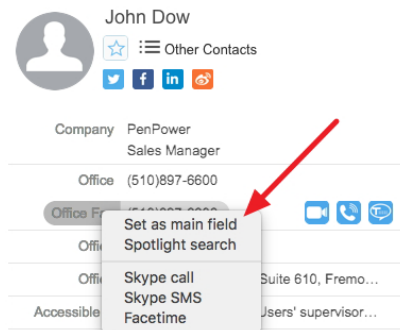 John Dow
Other Contacts
Company PenPower
Sales Manager
Office (510)897-6600
Office
Set as main field
Spotlight search
Skype call
Suite 610, Fremo...
Skype SMS
Accessible Users' supervisor...
Facetime